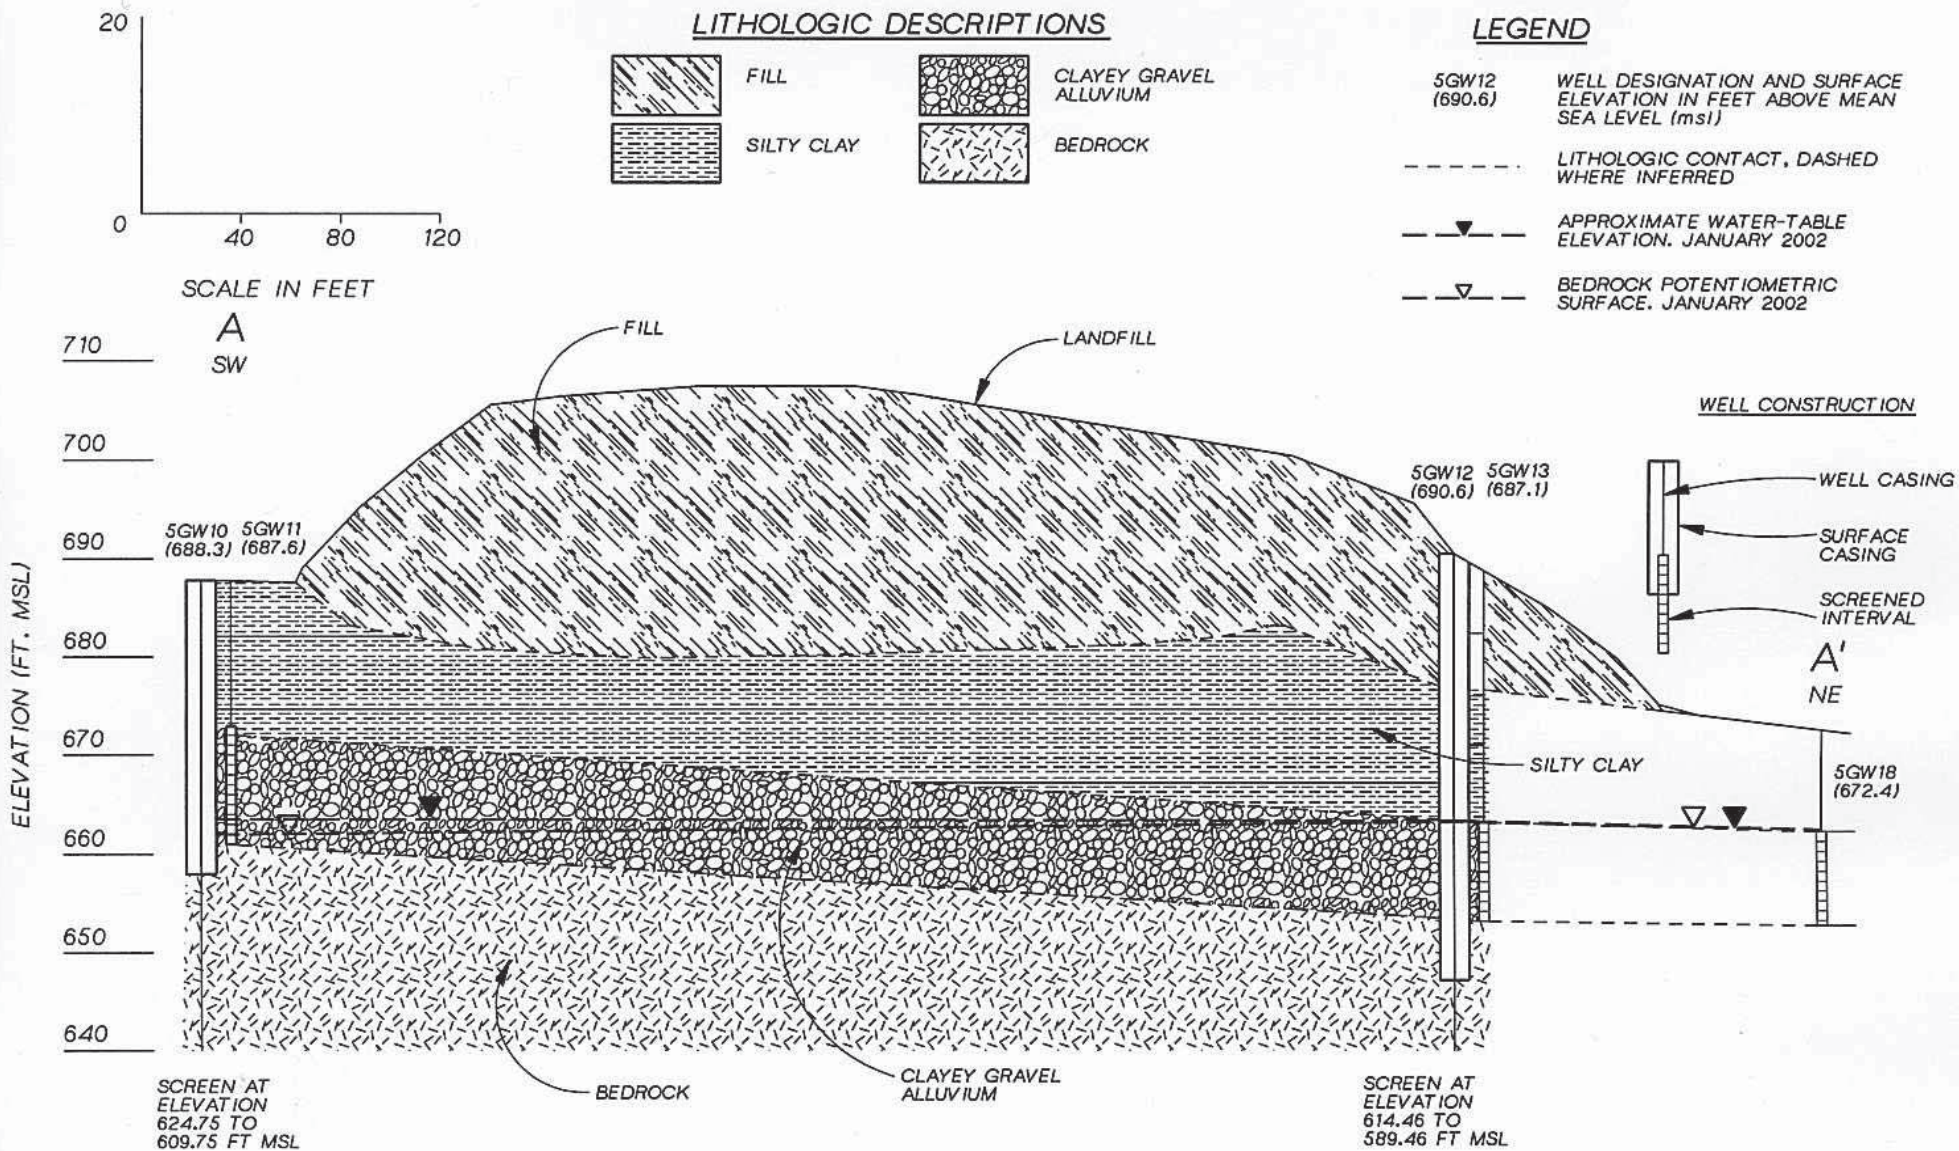 20
0
40 80 120
SCALE IN FEET
LITHOLOGIC DESCRIPTIONS
FILL
CLAYEY GRAVEL
ALLUVIUM
SILTY CLAY
BEDROCK
LEGEND
5GW12
(690.6)
WELL DESIGNATION AND SURFACE
ELEVATION IN FEET ABOVE MEAN
SEA LEVEL (msl)
LITHOLOGIC CONTACT, DASHED
WHERE INFERRED
APPROXIMATE WATER-TABLE
ELEVATION. JANUARY 2002
BEDROCK POTENTIOMETRIC
SURFACE. JANUARY 2002
A
SW
FILL
LANDFILL
WELL CONSTRUCTION
WELL CASING
SURFACE
CASING
SCREENED
INTERVAL
A'
NE
ELEVATION (FT. MSL)
710
700
690
680
670
660
650
640
5GW10
(688.3)
5GW11
(687.6)
5GW12
(690.6)
5GW13
(687.1)
SILTY CLAY
5GW18
(672.4)
BEDROCK
CLAYEY GRAVEL
ALLUVIUM
SCREEN AT
ELEVATION
624.75 TO
609.75 FT MSL
SCREEN AT
ELEVATION
614.46 TO
589.46 FT MSL